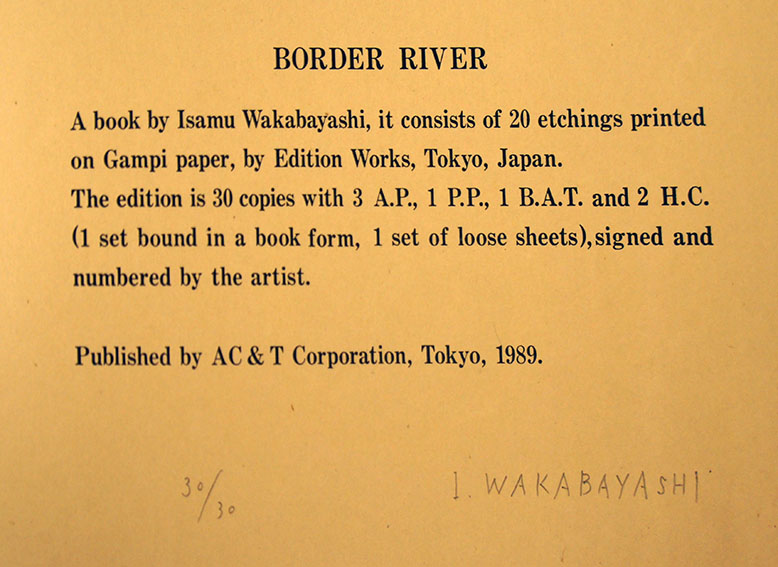 BORDER RIVER
A book by Isamu Wakabayashi, it consists of 20 etchings printed
on Gampi paper, by Edition Works, Tokyo, Japan.
The edition is 30 copies with 3 A.P., 1 P.P., 1 B.A.T. and 2 H.C.
(1 set bound in a book form, 1 set of loose sheets), signed and
numbered by the artist.
Published by AC & T Corporation, Tokyo, 1989.
30/30 I. WAKABAYASHI